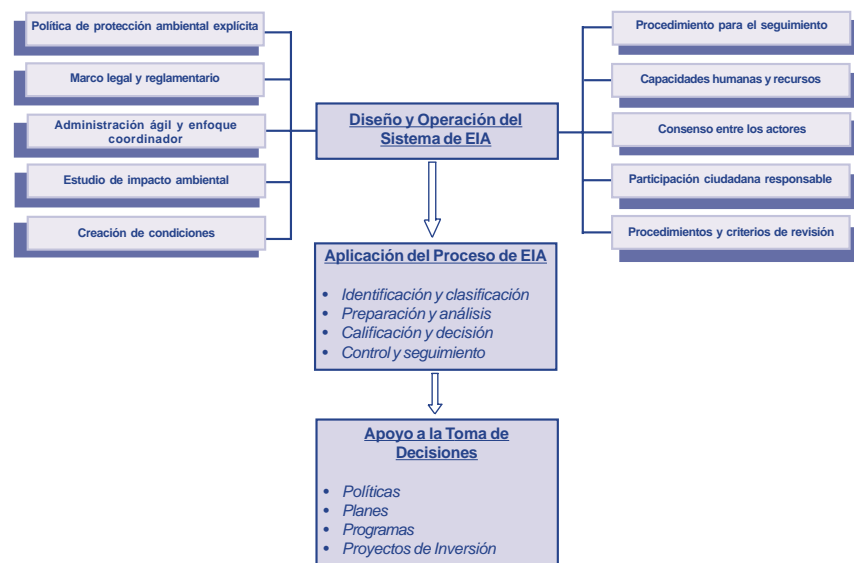 Política de protección ambiental explícita
Marco legal y reglamentario
Administración ágil y enfoque
coordinador
Estudio de impacto ambiental
Creación de condiciones
Diseño y Operación del
Sistema de EIA
Procedimiento para el seguimiento
Capacidades humanas y recursos
Consenso entre los actores
Participación ciudadana responsable
Procedimientos y criterios de revisión
Aplicación del Proceso de EIA
• Identificación y clasificación
• Preparación y análisis
• Calificación y decisión
• Control y seguimiento
Apoyo a la Toma de
Decisiones
• Políticas
• Planes
• Programas
• Proyectos de Inversión